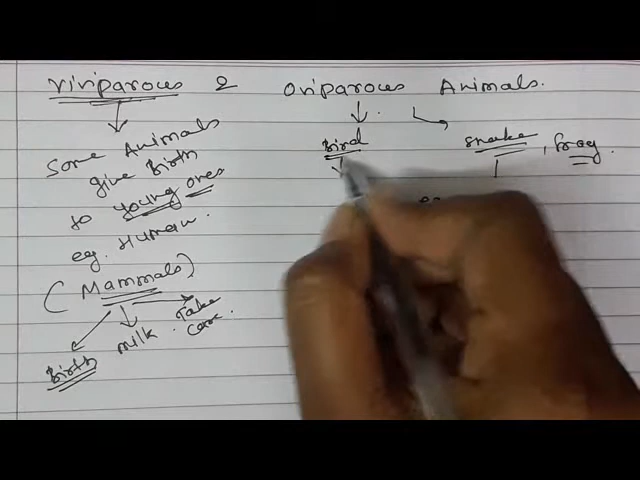 Viviparous & Oviparous Animals.
Some Animals
give Birth
to young ones
eg. Human.
(Mammals)
Birth milk. Take
care.
Bird
snake, frog.